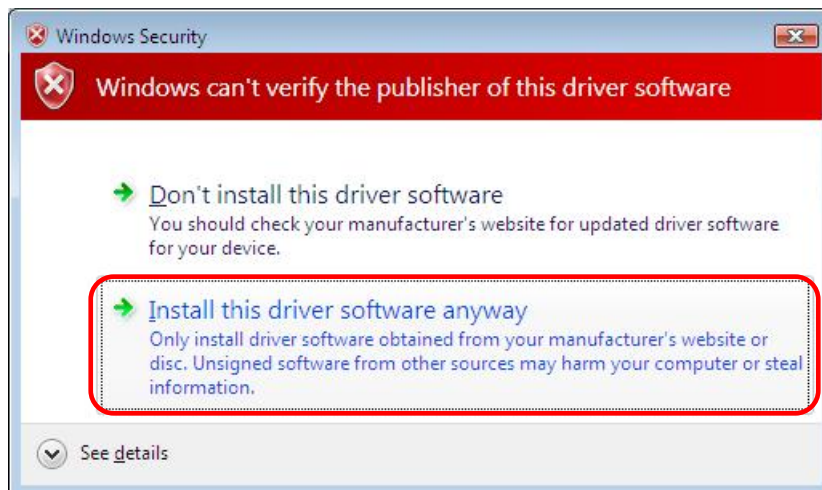 Windows Security
Windows can't verify the publisher of this driver software
Don't install this driver software
You should check your manufacturer's website for updated driver software
for your device.
Install this driver software anyway
Only install driver software obtained from your manufacturer's website or
disc. Unsigned software from other sources may harm your computer or steal
information.
See details